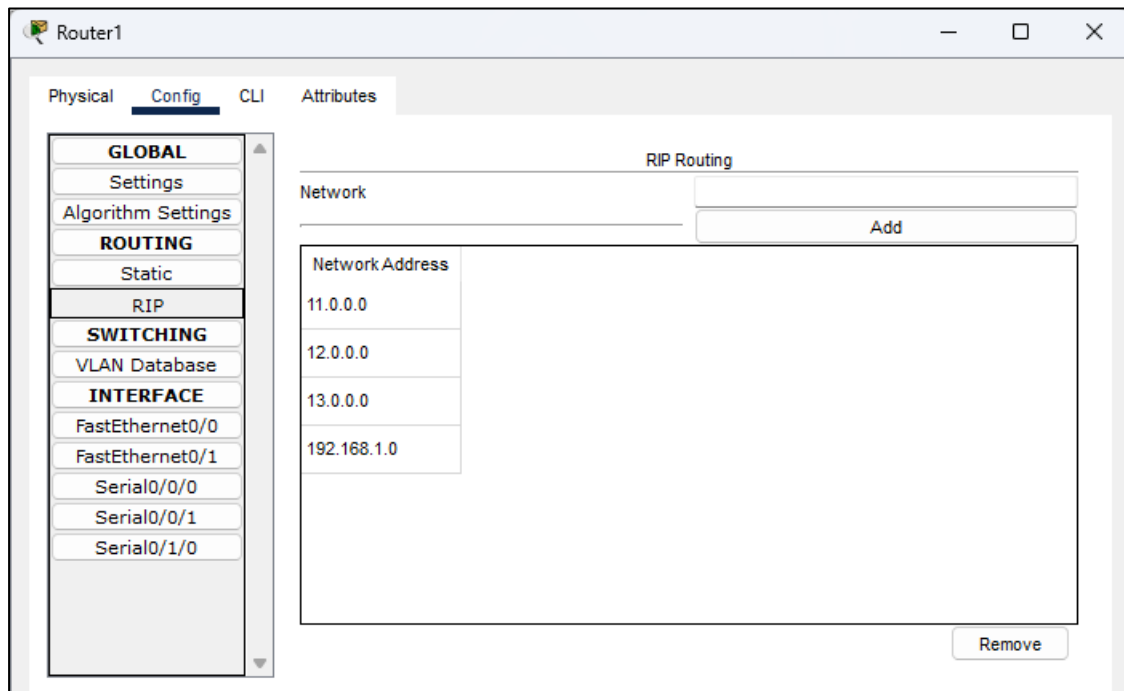 Router1
Physical Config CLI Attributes
GLOBAL
Settings
Algorithm Settings
ROUTING
Static
RIP
SWITCHING
VLAN Database
INTERFACE
FastEthernet0/0
FastEthernet0/1
Serial0/0/0
Serial0/0/1
Serial0/1/0
RIP Routing
Network
Add
Network Address
11.0.0.0
12.0.0.0
13.0.0.0
192.168.1.0
Remove